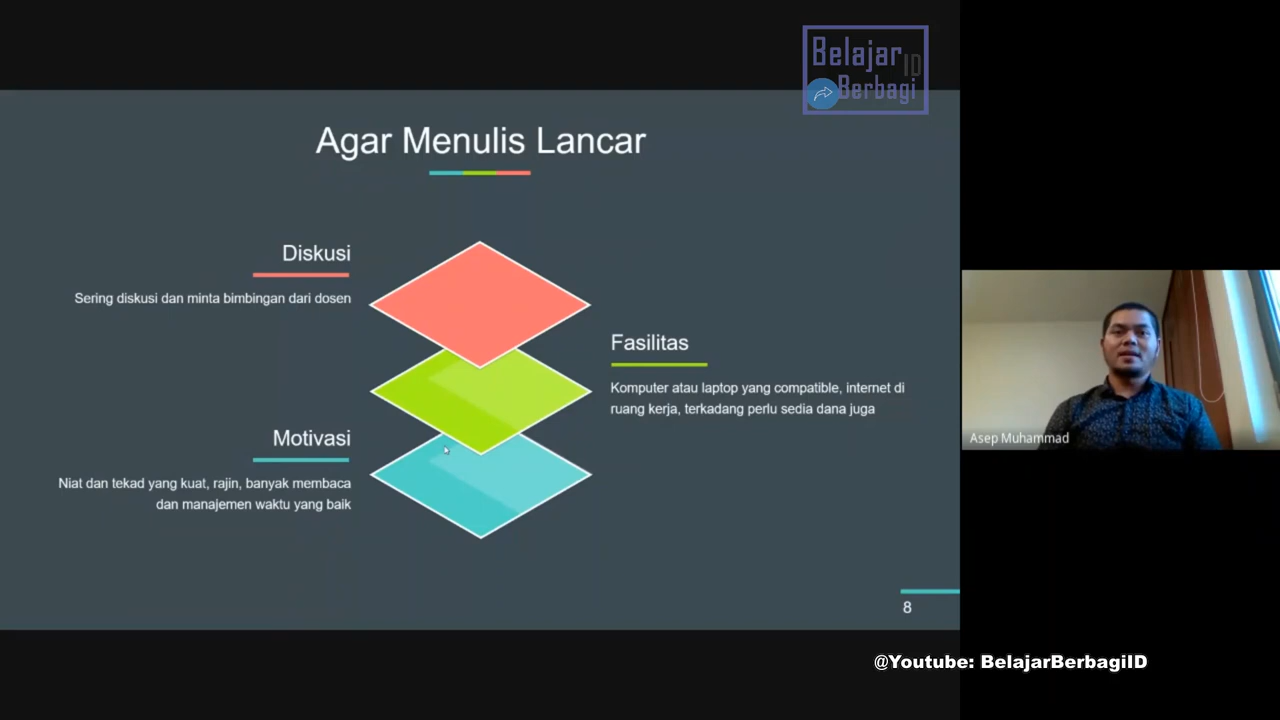 Belajar
ID
Berbagi
Agar Menulis Lancar
Diskusi
Sering diskusi dan minta bimbingan dari dosen
Fasilitas
Komputer atau laptop yang compatible, internet di
ruang kerja, terkadang perlu sedia dana juga
Motivasi
Niat dan tekad yang kuat, rajin, banyak membaca
dan manajemen waktu yang baik
8
Asep Muhammad
@Youtube: BelajarBerbagiID